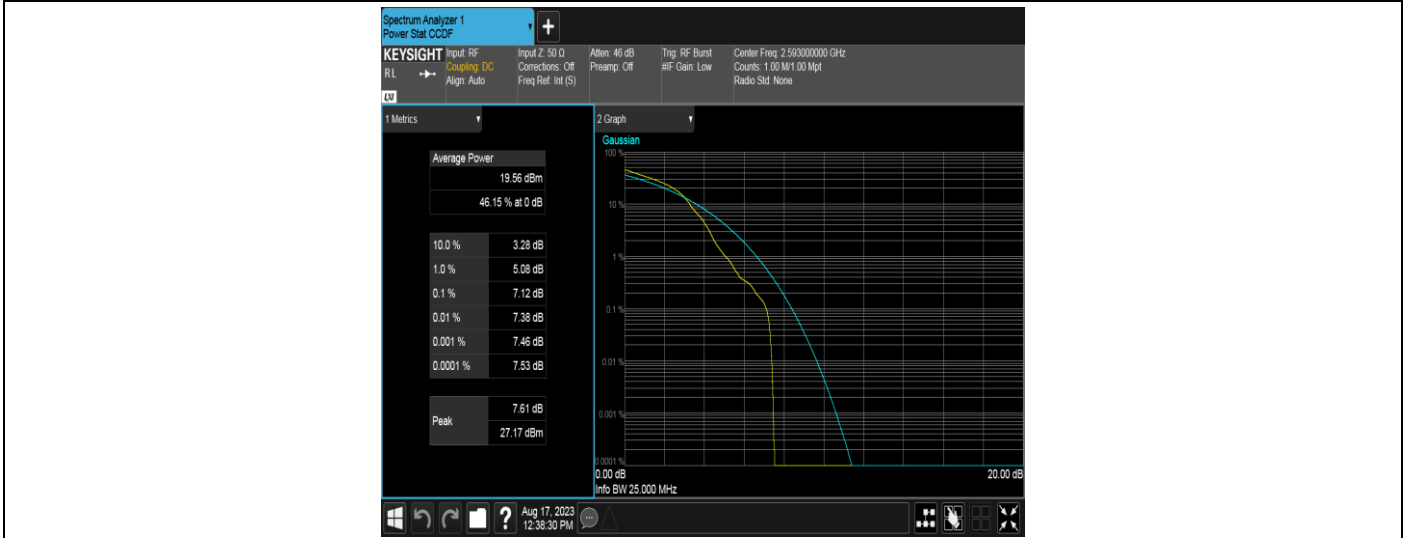 Spectrum Analyzer 1
Power Stat CCDF
+
KEYSIGHT
RL
LXI
Input: RF
Coupling: DC
Align: Auto
Input Z: 50 Ω
Corrections: Off
Freq Ref: Int (S)
Atten: 46 dB
Preamp: Off
Trig: RF Burst
#IF Gain: Low
Center Freq: 2.593000000 GHz
Counts: 1.00 M/1.00 Mpt
Radio Std: None
1 Metrics
Average Power
19.56 dBm
46.15 % at 0 dB
10.0 % 3.28 dB
1.0 % 5.08 dB
0.1 % 7.12 dB
0.01 % 7.38 dB
0.001 % 7.46 dB
0.0001 % 7.53 dB
Peak
7.61 dB
27.17 dBm
2 Graph
Gaussian
100 %
10 %
1 %
0.1 %
0.01 %
0.001 %
0.0001 %
0.00 dB 20.00 dB
Info BW 25.000 MHz
?
Aug 17, 2023
12:38:30 PM